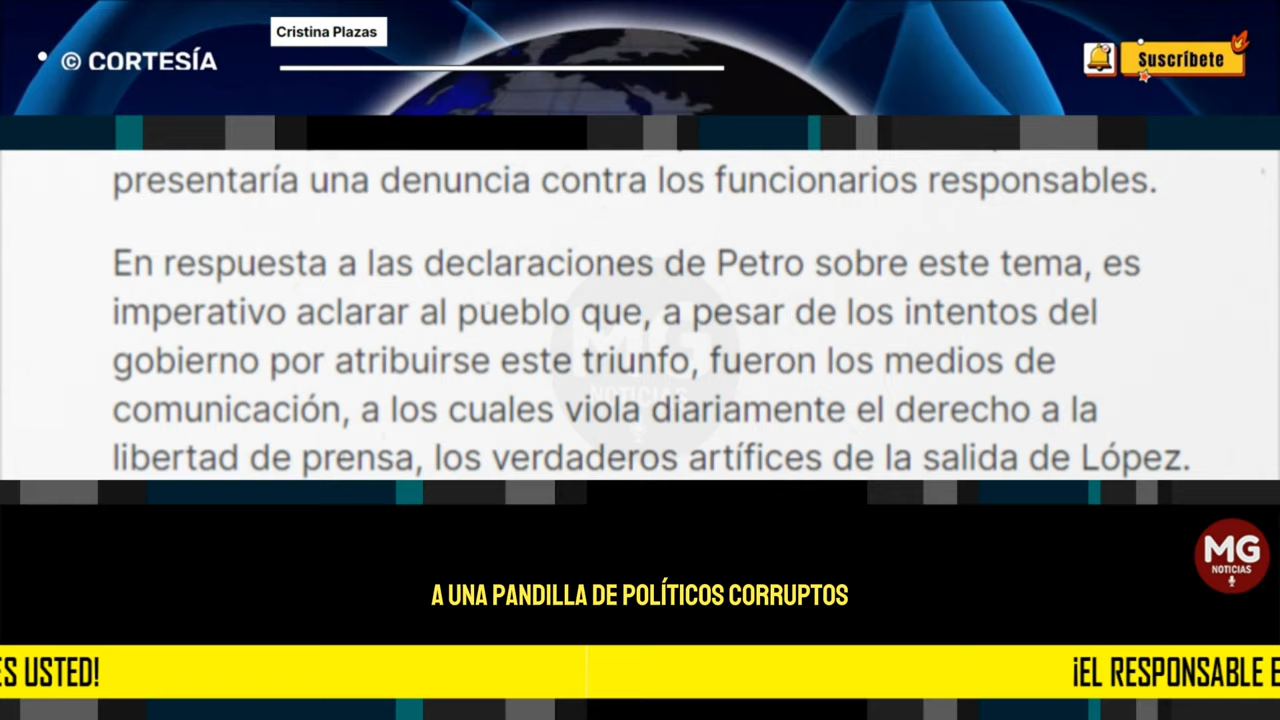 Cristina Plazas
© CORTESÍA
Suscríbete
presentaría una denuncia contra los funcionarios responsables.
En respuesta a las declaraciones de Petro sobre este tema, es
imperativo aclarar al pueblo que, a pesar de los intentos del
gobierno por atribuirse este triunfo, fueron los medios de
comunicación, a los cuales viola diariamente el derecho a la
libertad de prensa, los verdaderos artífices de la salida de López.
MG
NOTICIAS
MG
NOTICIAS
A UNA PANDILLA DE POLÍTICOS CORRUPTOS
ES USTED!
¡EL RESPONSABLE E